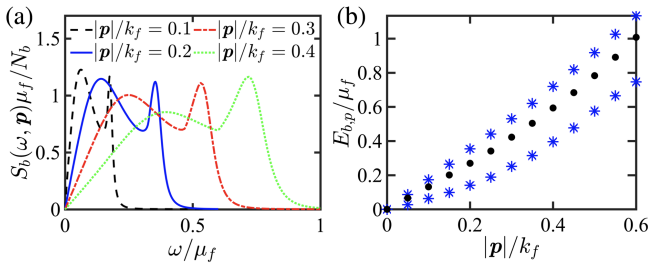 (a)
|p|/k_f = 0.1
|p|/k_f = 0.3
|p|/k_f = 0.2
|p|/k_f = 0.4
S_b(ω, p)μ_f/N_b
1.5
1
0.5
0
0
0.5
1
ω/μ_f
(b)
E_{b,p}/μ_f
1
0.8
0.6
0.4
0.2
0
0
0.2
0.4
0.6
|p|/k_f